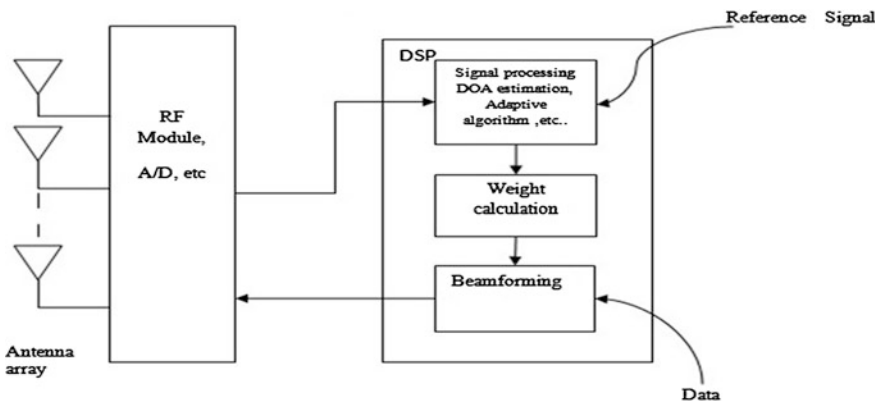 Reference Signal
DSP
Signal processing
DOA estimation,
Adaptive
algorithm ,etc..
RF
Module,
A/D, etc
Weight
calculation
Beamforming
Antenna
array
Data